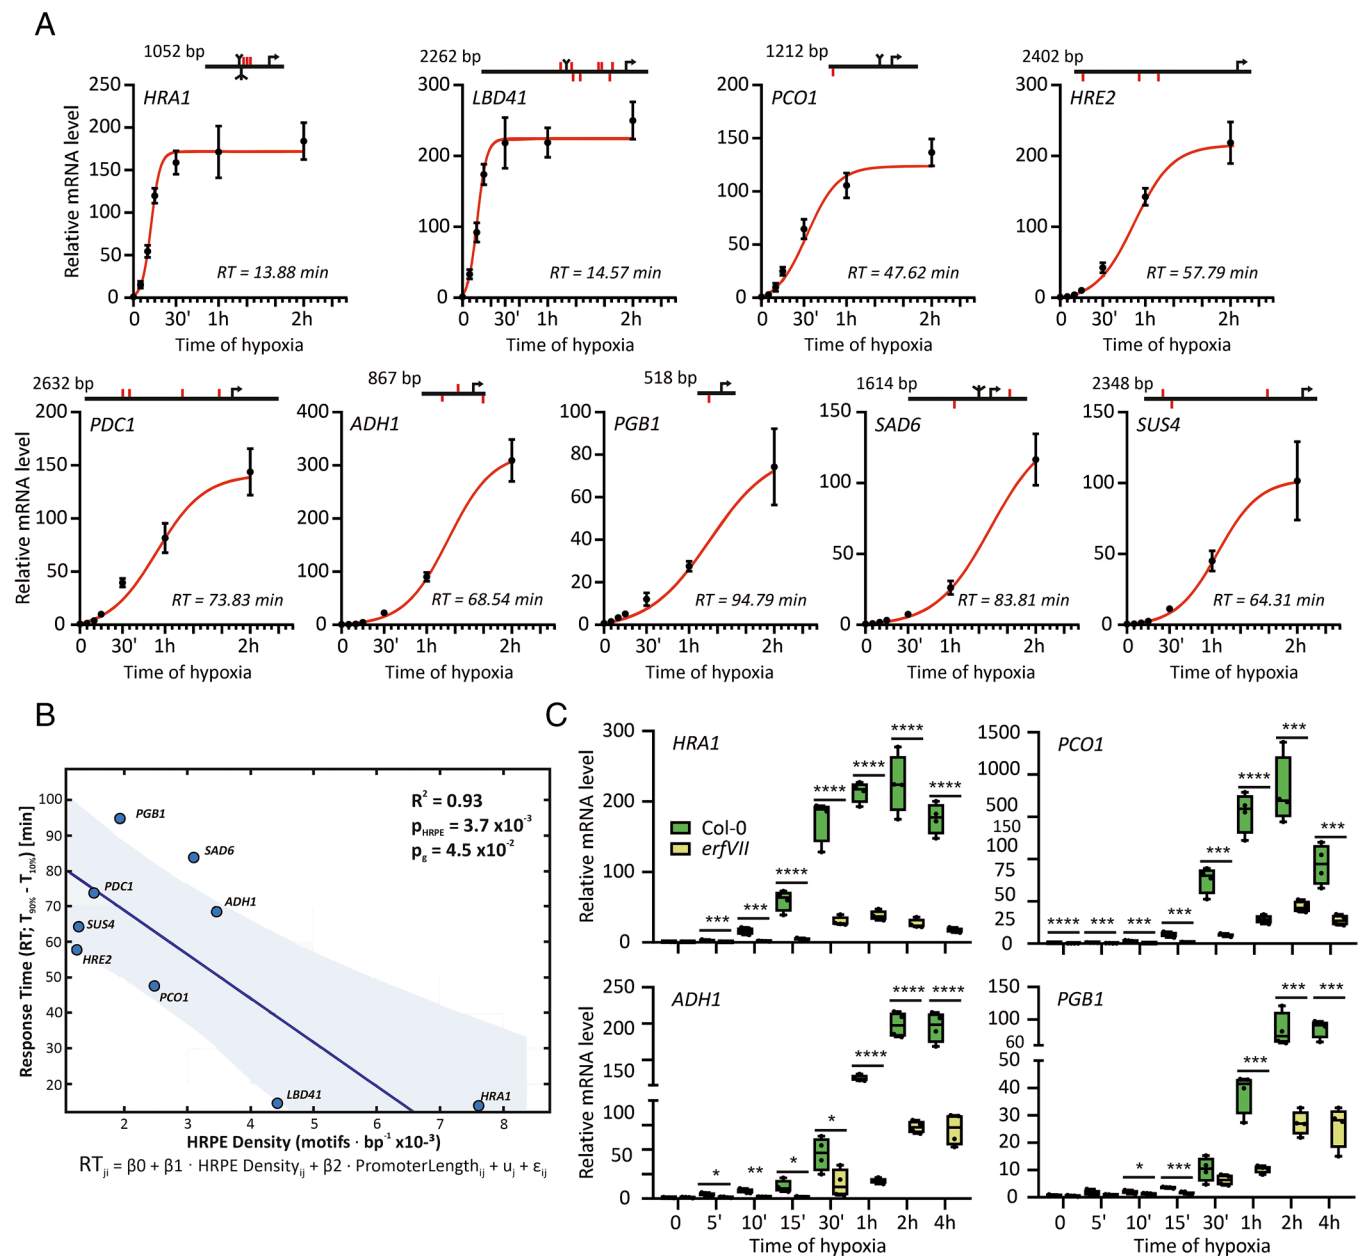 A
1052 bp
HRA1
250
200
150
100
50
0
Relative mRNA level
RT = 13.88 min
0 30' 1h 2h
Time of hypoxia
2262 bp
LBD41
300
200
100
0
RT = 14.57 min
0 30' 1h 2h
Time of hypoxia
1212 bp
PCO1
200
150
100
50
0
RT = 47.62 min
0 30' 1h 2h
Time of hypoxia
2402 bp
HRE2
300
200
100
0
RT = 57.79 min
0 30' 1h 2h
Time of hypoxia
2632 bp
PDC1
200
150
100
50
0
Relative mRNA level
RT = 73.83 min
0 30' 1h 2h
Time of hypoxia
867 bp
ADH1
400
300
200
100
0
RT = 68.54 min
0 30' 1h 2h
Time of hypoxia
518 bp
PGB1
100
80
60
40
20
0
RT = 94.79 min
0 30' 1h 2h
Time of hypoxia
1614 bp
SAD6
150
100
50
0
RT = 83.81 min
0 30' 1h 2h
Time of hypoxia
2348 bp
SUS4
150
100
50
0
RT = 64.31 min
0 30' 1h 2h
Time of hypoxia
B
R² = 0.93
p_HRPE = 3.7 x10⁻³
p_g = 4.5 x10⁻²
100
90
80
70
60
50
40
30
20
Response Time (RT; T90% - T10%) [min]
PGB1
SAD6
PDC1
ADH1
SUS4
HRE2
PCO1
LBD41
HRA1
2 3 4 5 6 7 8
HRPE Density (motifs · bp⁻¹ x10⁻³)
RT_ji = β0 + β1 · HRPE Density_ij + β2 · PromoterLength_ij + u_j + ε_ij
C
HRA1
300
200
100
0
Relative mRNA level
Col-0
erfVII
*** *** **** **** **** **** ****
PCO1
1500
1000
500
150
75
50
25
0
**** *** *** *** *** **** *** ***
ADH1
250
200
150
100
50
0
Relative mRNA level
* ** * * **** **** ****
0 5' 10' 15' 30' 1h 2h 4h
Time of hypoxia
PGB1
150
100
60
50
40
30
20
10
0
* *** *** *** ***
0 5' 10' 15' 30' 1h 2h 4h
Time of hypoxia